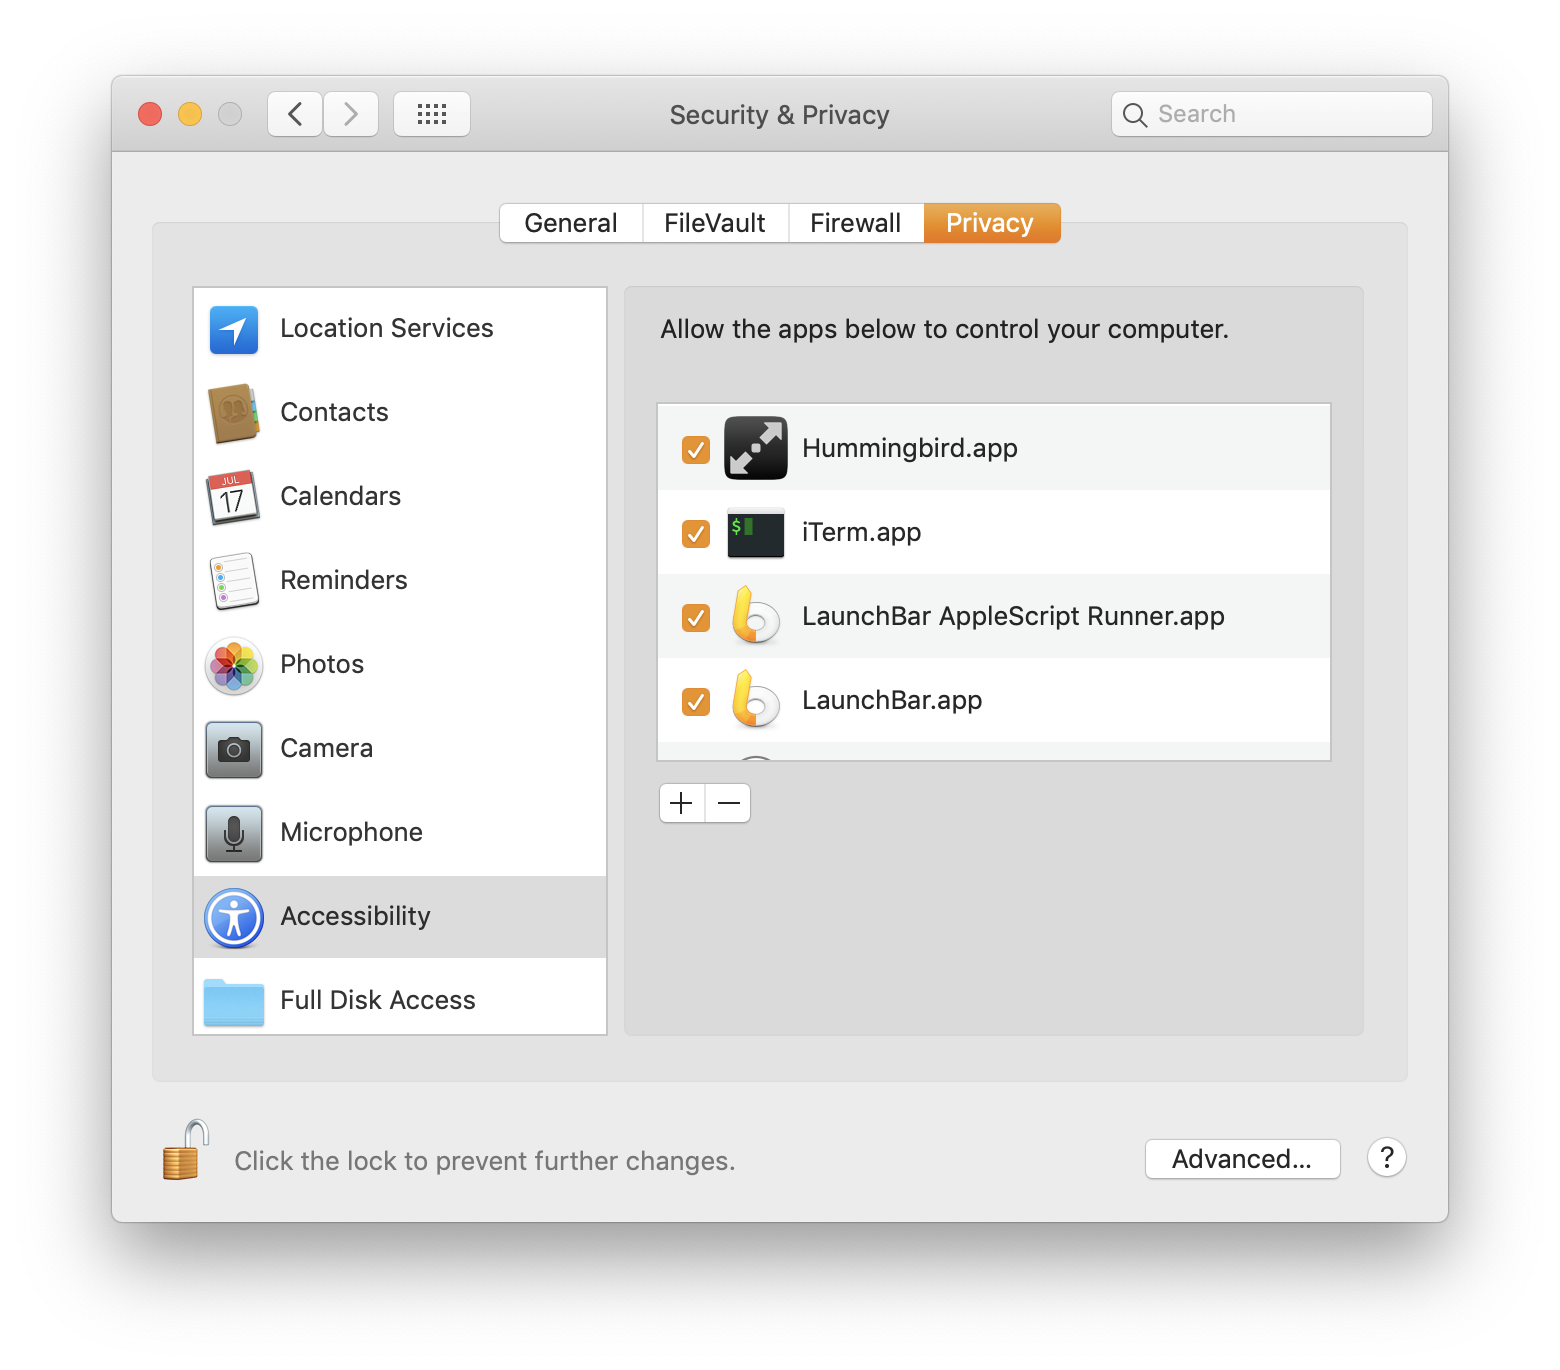 Security & Privacy
Search
General
FileVault
Firewall
Privacy
Location Services
Contacts
JUL
17
Calendars
Reminders
Photos
Camera
Microphone
Accessibility
Full Disk Access
Allow the apps below to control your computer.
Hummingbird.app
$
iTerm.app
LaunchBar AppleScript Runner.app
LaunchBar.app
Click the lock to prevent further changes.
Advanced...
?